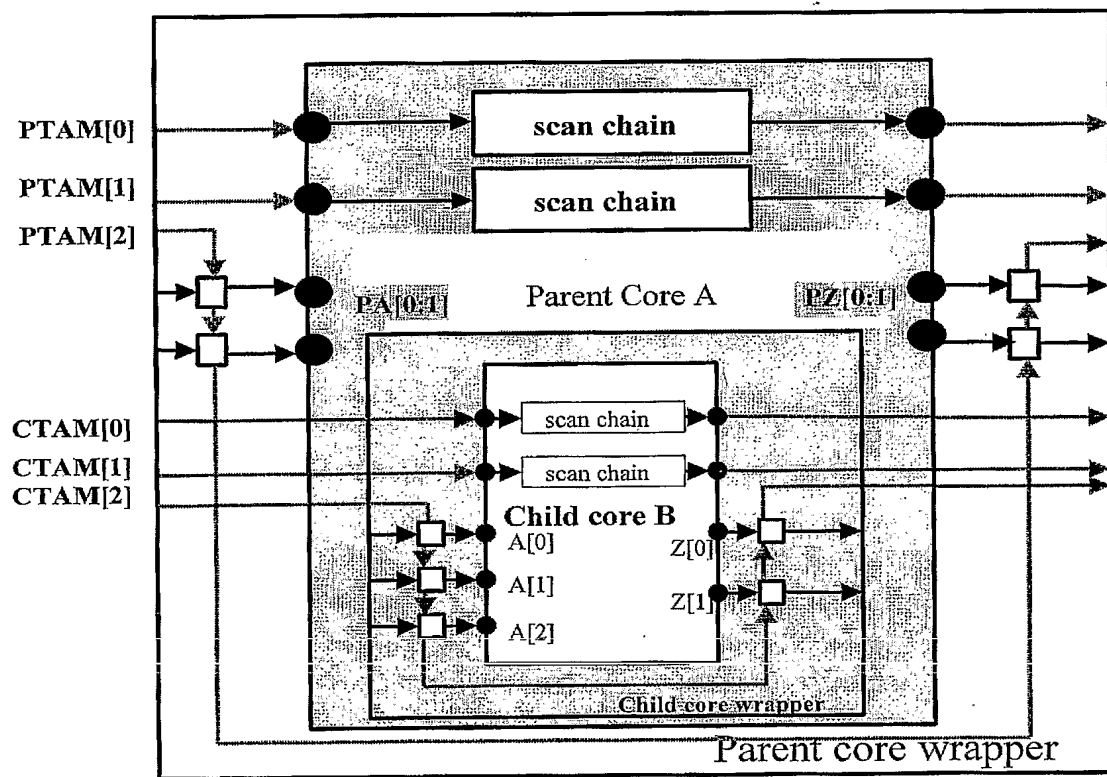 PTAM[0]
scan chain
PTAM[1]
scan chain
PTAM[2]
PA[0:1]
Parent Core A
PZ[0:1]
CTAM[0]
scan chain
CTAM[1]
scan chain
CTAM[2]
Child core B
A[0]
Z[0]
A[1]
Z[1]
A[2]
Child core wrapper
Parent core wrapper